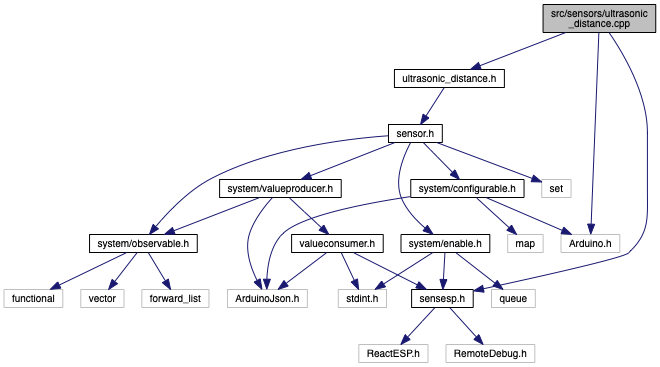 src/sensors/ultrasonic
_distance.cpp
ultrasonic_distance.h
sensor.h
system/valueproducer.h
system/configurable.h
set
system/observable.h
valueconsumer.h
system/enable.h
map
Arduino.h
functional
vector
forward_list
ArduinoJson.h
stdint.h
sensesp.h
queue
ReactESP.h
RemoteDebug.h